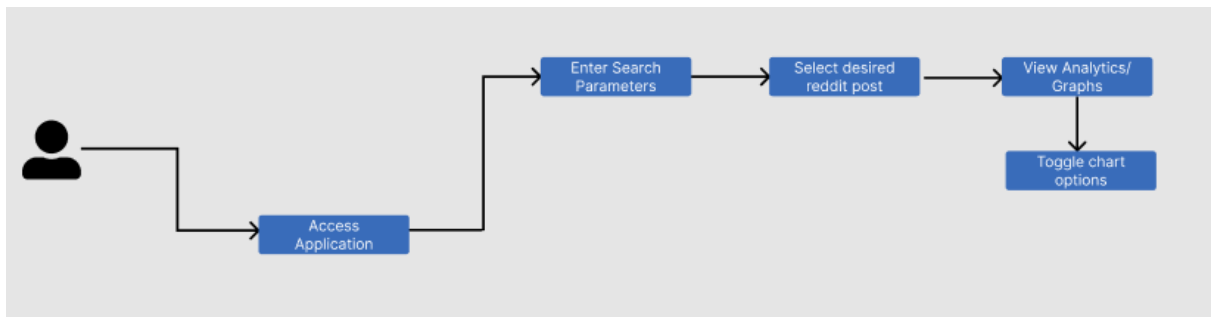 Enter Search
Parameters
Select desired
reddit post
View Analytics/
Graphs
Toggle chart
options
Access
Application